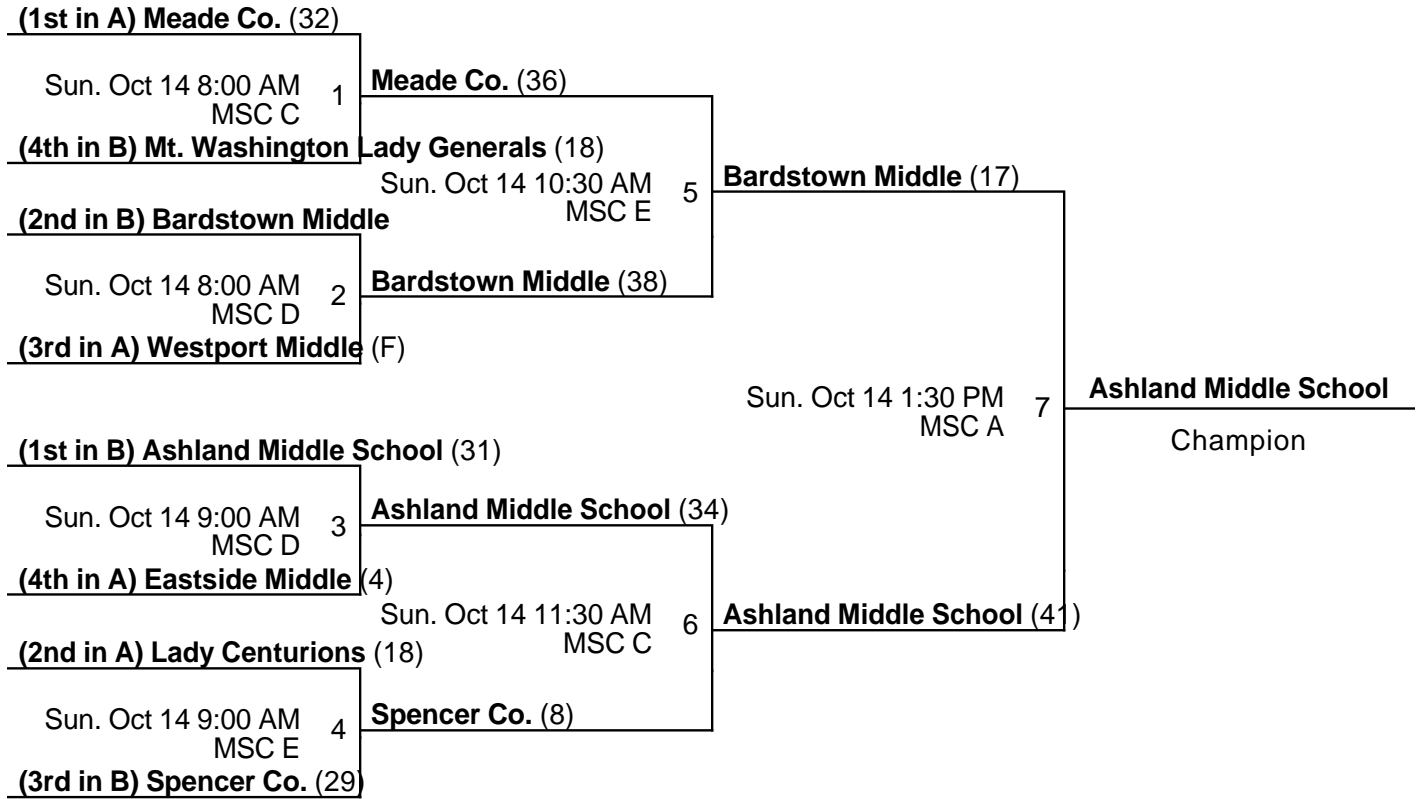 (1st in A) Meade Co. (32)
Sun. Oct 14 8:00 AM
MSC C
1
Meade Co. (36)
(4th in B) Mt. Washington Lady Generals (18)
Sun. Oct 14 10:30 AM
MSC E
5
Bardstown Middle (17)
(2nd in B) Bardstown Middle
Sun. Oct 14 8:00 AM
MSC D
2
Bardstown Middle (38)
(3rd in A) Westport Middle (F)
Sun. Oct 14 1:30 PM
MSC A
7
Ashland Middle School
Champion
(1st in B) Ashland Middle School (31)
Sun. Oct 14 9:00 AM
MSC D
3
Ashland Middle School (34)
(4th in A) Eastside Middle (4)
Sun. Oct 14 11:30 AM
MSC C
6
Ashland Middle School (41)
(2nd in A) Lady Centurions (18)
Sun. Oct 14 9:00 AM
MSC E
4
Spencer Co. (8)
(3rd in B) Spencer Co. (29)